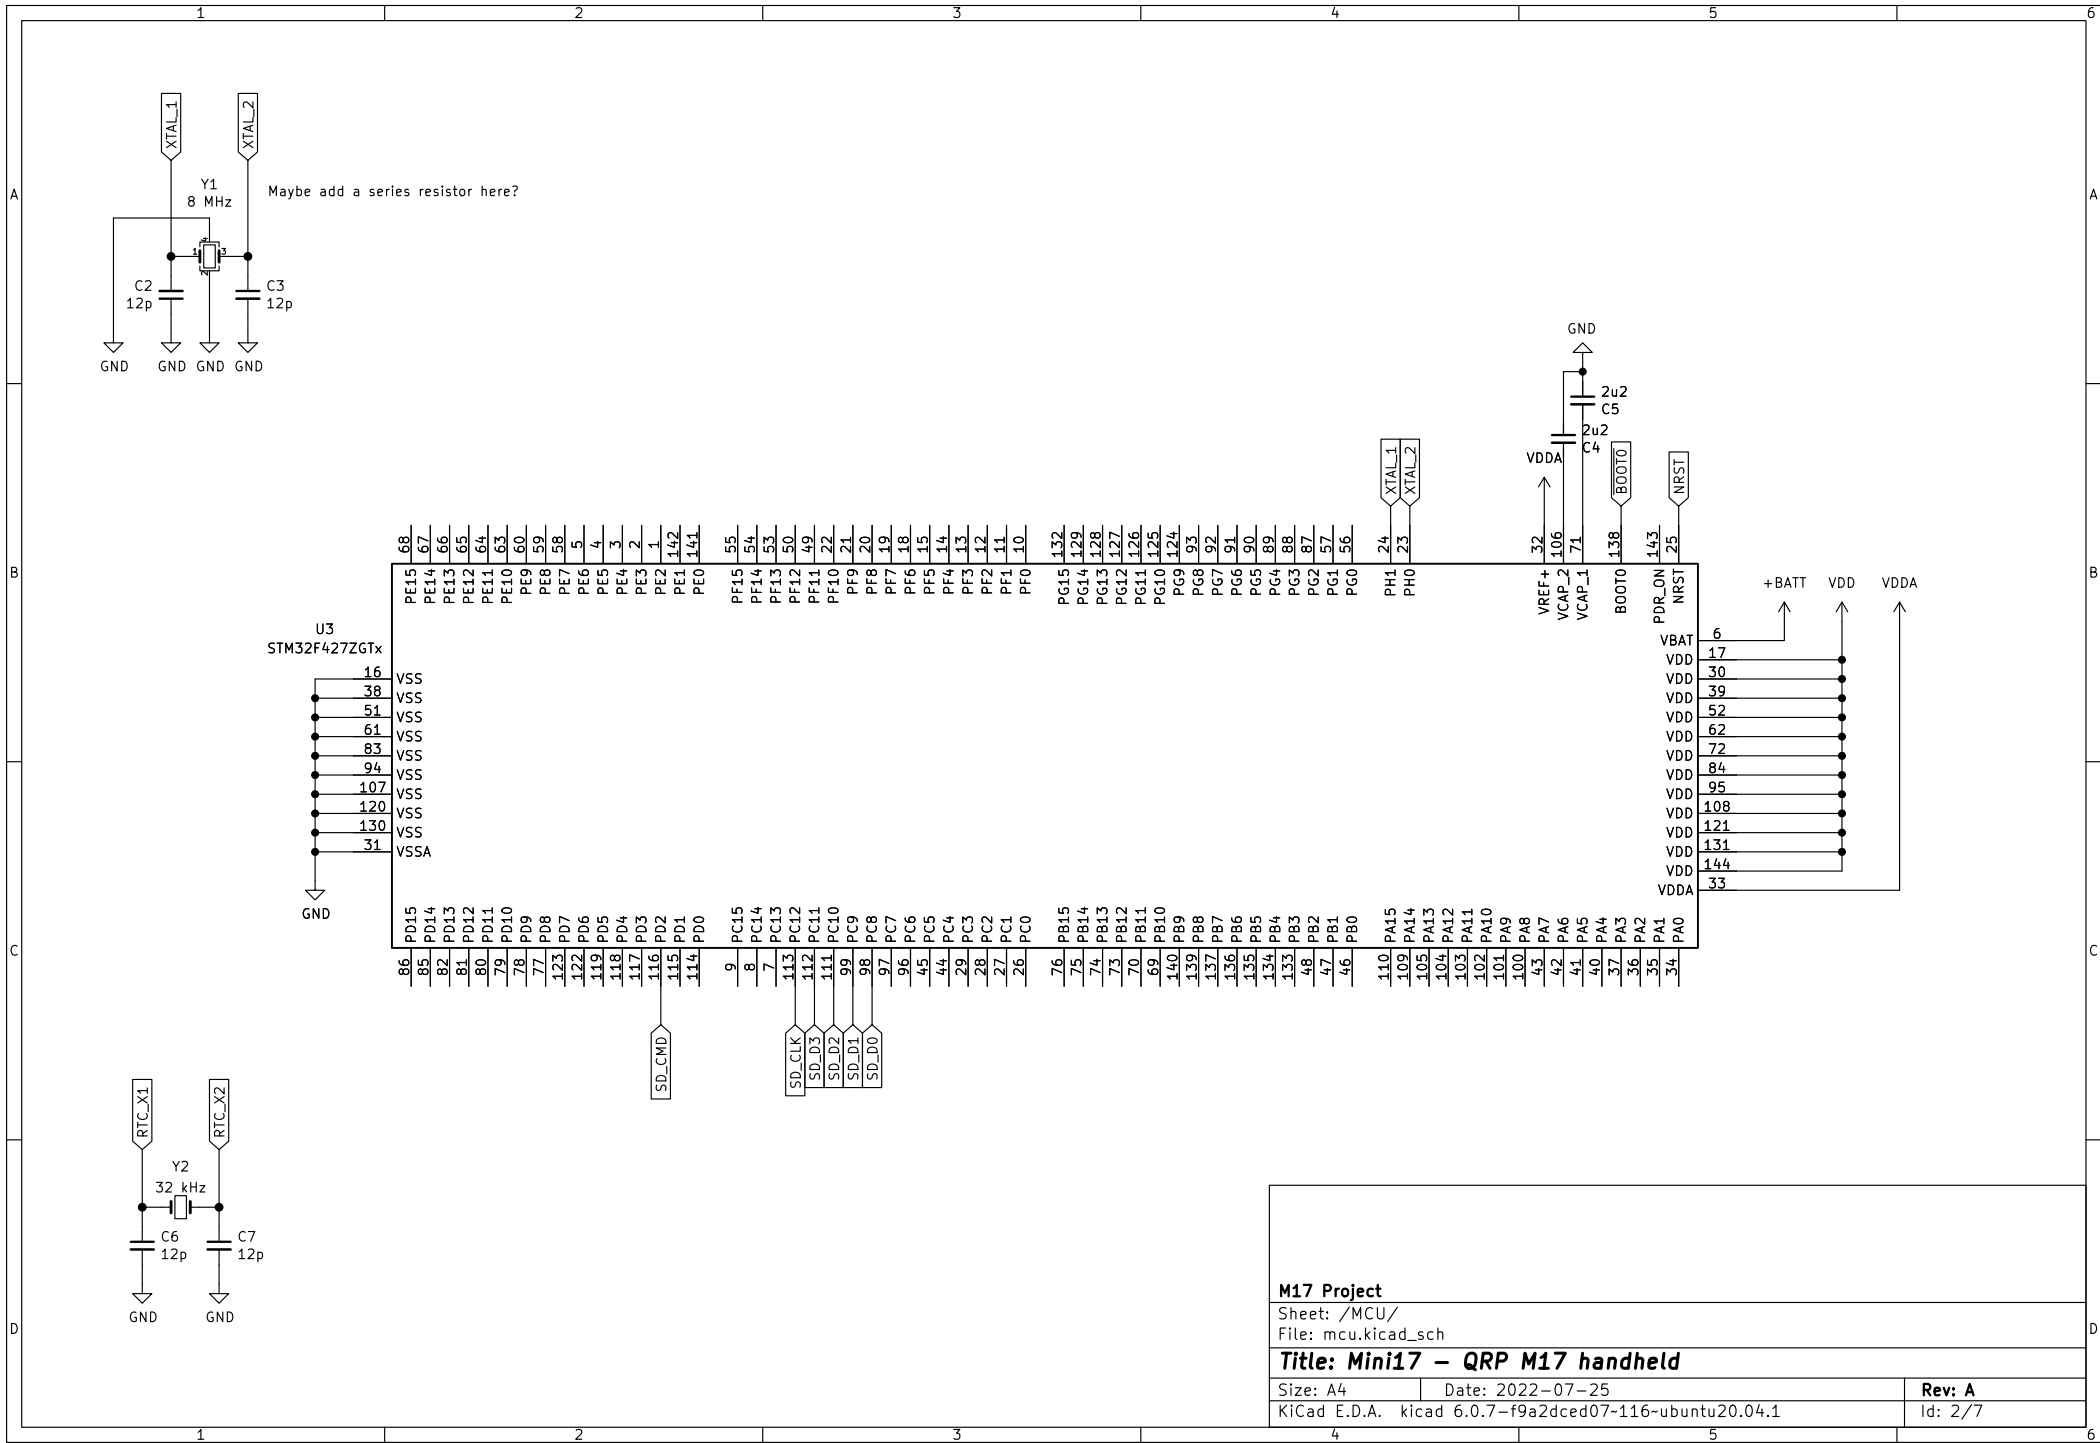 1 2 3 4 5 6
A A
B B
C C
D D
XTAL_1
XTAL_2
Y1
8 MHz
Maybe add a series resistor here?
1 4 3 2
C2
12p
C3
12p
GND GND GND GND
GND
2u2
C5
2u2
C4
VDDA
XTAL_1
XTAL_2
BOOT0
NRST
68 67 66 65 64 63 60 59 58 5 4 3 2 1 142 141
55 54 53 50 49 22 21 20 19 18 15 14 13 12 11 10
132 129 128 127 126 125 124 93 92 91 90 89 88 87 57 56
24 23
32 106 71 138 143 25
PE15 PE14 PE13 PE12 PE11 PE10 PE9 PE8 PE7 PE6 PE5 PE4 PE3 PE2 PE1 PE0
PF15 PF14 PF13 PF12 PF11 PF10 PF9 PF8 PF7 PF6 PF5 PF4 PF3 PF2 PF1 PF0
PG15 PG14 PG13 PG12 PG11 PG10 PG9 PG8 PG7 PG6 PG5 PG4 PG3 PG2 PG1 PG0
PH1 PH0
VREF+ VCAP_2 VCAP_1 BOOT0 PDR_ON NRST
+BATT VDD VDDA
U3
STM32F427ZGTx
16 VSS
38 VSS
51 VSS
61 VSS
83 VSS
94 VSS
107 VSS
120 VSS
130 VSS
31 VSSA
GND
VBAT 6
VDD 17
VDD 30
VDD 39
VDD 52
VDD 62
VDD 72
VDD 84
VDD 95
VDD 108
VDD 121
VDD 131
VDD 144
VDDA 33
PD15 PD14 PD13 PD12 PD11 PD10 PD9 PD8 PD7 PD6 PD5 PD4 PD3 PD2 PD1 PD0
PC15 PC14 PC13 PC12 PC11 PC10 PC9 PC8 PC7 PC6 PC5 PC4 PC3 PC2 PC1 PC0
PB15 PB14 PB13 PB12 PB11 PB10 PB9 PB8 PB7 PB6 PB5 PB4 PB3 PB2 PB1 PB0
PA15 PA14 PA13 PA12 PA11 PA10 PA9 PA8 PA7 PA6 PA5 PA4 PA3 PA2 PA1 PA0
86 85 82 81 80 79 78 77 123 122 119 118 117 116 115 114
9 8 7 113 112 111 99 98 97 96 45 44 29 28 27 26
76 75 74 73 70 69 140 139 137 136 135 134 133 48 47 46
110 109 105 104 103 102 101 100 43 42 41 40 37 36 35 34
SD_CMD
SD_CLK
SD_D3
SD_D2
SD_D1
SD_D0
RTC_X1
RTC_X2
Y2
32 kHz
C6
12p
C7
12p
GND GND
M17 Project
Sheet: /MCU/
File: mcu.kicad_sch
Title: Mini17 – QRP M17 handheld
Size: A4 Date: 2022-07-25 Rev: A
KiCad E.D.A. kicad 6.0.7-f9a2dced07~116~ubuntu20.04.1 Id: 2/7
1 2 3 4 5 6